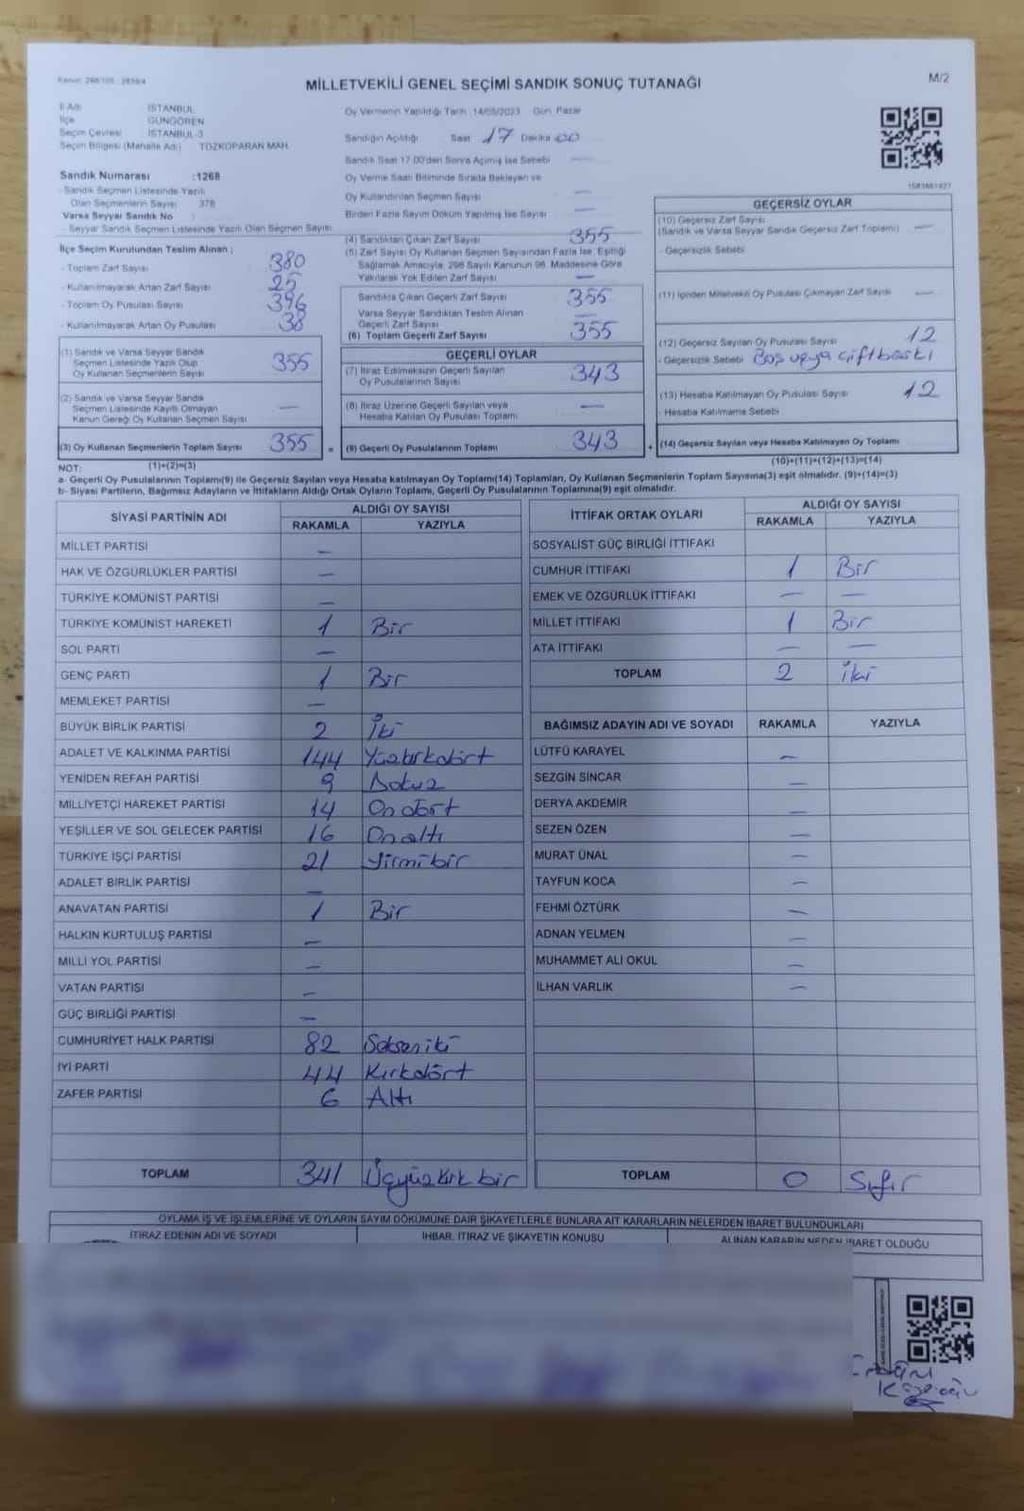 MİLLETVEKİLİ GENEL SEÇİMİ SANDIK SONUÇ TUTANAĞI
M/2
İl Adı İSTANBUL
İlçe GÜNGÖREN
Seçim Çevresi İSTANBUL-3
Seçim Bölgesi (Mahalle Adı) TOZKOPARAN MAH.
Sandık Numarası :1268
- Sandık Seçmen Listesinde Yazılı
Olan Seçmenlerin Sayısı 378
Varsa Seyyar Sandık No
- Seyyar Sandık Seçmen Listesinde Yazılı Olan Seçmen Sayısı
Oy Vermenin Yapıldığı Tarih 14/05/2023 Gün Pazar
Sandığın Açıldığı Saat 17 Dakika 00
Sandık Saat 17.00'den Sonra Açılmış İse Sebebi —
Oy Verme Saati Bitiminde Sırada Bekleyen ve
Oy Kullandırılan Seçmen Sayısı —
Birden Fazla Sayım Döküm Yapılmış İse Sayısı —
İlçe Seçim Kurulundan Teslim Alınan ;
- Toplam Zarf Sayısı 380
- Kullanılmayarak Artan Zarf Sayısı 25
- Toplam Oy Pusulası Sayısı 396
- Kullanılmayarak Artan Oy Pusulası 38
(1) Sandık ve Varsa Seyyar Sandık
Seçmen Listesinde Yazılı Olup
Oy Kullanan Seçmenlerin Sayısı 355
(2) Sandık ve Varsa Seyyar Sandık
Seçmen Listesinde Kayıtlı Olmayan
Kanun Gereği Oy Kullanan Seçmen Sayısı —
(3) Oy Kullanan Seçmenlerin Toplam Sayısı 355 =
(1)+(2)=(3)
(4) Sandıktan Çıkan Zarf Sayısı 355
(5) Zarf Sayısı Oy Kullanan Seçmen Sayısından Fazla İse, Eşitliği
Sağlamak Amacıyla, 298 Sayılı Kanunun 98. Maddesine Göre
Yakılarak Yok Edilen Zarf Sayısı —
Sandıkta Çıkan Geçerli Zarf Sayısı 355
Varsa Seyyar Sandıktan Teslim Alınan
Geçerli Zarf Sayısı —
(6) Toplam Geçerli Zarf Sayısı 355
GEÇERLİ OYLAR
(7) İtiraz Edilmeksizin Geçerli Sayılan
Oy Pusulalarının Sayısı 343
(8) İtiraz Üzerine Geçerli Sayılan veya
Hesaba Katılan Oy Pusulası Toplamı —
(9) Geçerli Oy Pusulalarının Toplamı 343 +
GEÇERSİZ OYLAR
(10) Geçersiz Zarf Sayısı
(Sandık ve Varsa Seyyar Sandık Geçersiz Zarf Toplamı) —
- Geçersizlik Sebebi
(11) İçinden Milletvekili Oy Pusulası Çıkmayan Zarf Sayısı —
(12) Geçersiz Sayılan Oy Pusulası Sayısı 12
- Geçersizlik Sebebi Boş veya çift baskı
(13) Hesaba Katılmayan Oy Pusulası Sayısı 12
- Hesaba Katılmama Sebebi
(14) Geçersiz Sayılan veya Hesaba Katılmayan Oy Toplamı
(10)+(11)+(12)+(13)=(14)
NOT:
a- Geçerli Oy Pusulalarının Toplamı(9) ile Geçersiz Sayılan veya Hesaba katılmayan Oy Toplamı(14) Toplamları, Oy Kullanan Seçmenlerin Toplam Sayısına(3) eşit olmalıdır. (9)+(14)=(3)
b- Siyasi Partilerin, Bağımsız Adayların ve İttifakların Aldığı Ortak Oyların Toplamı, Geçerli Oy Pusulalarının Toplamına(9) eşit olmalıdır.
SİYASİ PARTİNİN ADI ALDIĞI OY SAYISI
RAKAMLA YAZIYLA
MİLLET PARTİSİ —
HAK VE ÖZGÜRLÜKLER PARTİSİ —
TÜRKİYE KOMÜNİST PARTİSİ —
TÜRKİYE KOMÜNİST HAREKETİ 1 Bir
SOL PARTİ —
GENÇ PARTİ 1 Bir
MEMLEKET PARTİSİ —
BÜYÜK BİRLİK PARTİSİ 2 İki
ADALET VE KALKINMA PARTİSİ 144 Yüzkırkdört
YENİDEN REFAH PARTİSİ 9 Dokuz
MİLLİYETÇİ HAREKET PARTİSİ 14 Ondört
YEŞİLLER VE SOL GELECEK PARTİSİ 16 Onaltı
TÜRKİYE İŞÇİ PARTİSİ 21 Yirmibir
ADALET BİRLİK PARTİSİ —
ANAVATAN PARTİSİ 1 Bir
HALKIN KURTULUŞ PARTİSİ —
MİLLİ YOL PARTİSİ —
VATAN PARTİSİ —
GÜÇ BİRLİĞİ PARTİSİ —
CUMHURİYET HALK PARTİSİ 82 Seksen iki
İYİ PARTİ 44 Kırkdört
ZAFER PARTİSİ 6 Altı
TOPLAM 341 Üçyüz kırk bir
İTTİFAK ORTAK OYLARI ALDIĞI OY SAYISI
RAKAMLA YAZIYLA
SOSYALİST GÜÇ BİRLİĞİ İTTİFAKI
CUMHUR İTTİFAKI 1 Bir
EMEK VE ÖZGÜRLÜK İTTİFAKI — —
MİLLET İTTİFAKI 1 Bir
ATA İTTİFAKI — —
TOPLAM 2 İki
BAĞIMSIZ ADAYIN ADI VE SOYADI RAKAMLA YAZIYLA
LÜTFÜ KARAYEL —
SEZGİN SİNCAR —
DERYA AKDEMİR —
SEZEN ÖZEN —
MURAT ÜNAL —
TAYFUN KOCA —
FEHMİ ÖZTÜRK —
ADNAN YELMEN —
MUHAMMET ALİ OKUL —
İLHAN VARLIK —
TOPLAM 0 Sıfır
OYLAMA İŞ VE İŞLEMLERİNE VE OYLARIN SAYIM DÖKÜMÜNE DAİR ŞİKAYETLERLE BUNLARA AİT KARARLARIN NELERDEN İBARET BULUNDUKLARI
İTİRAZ EDENİN ADI VE SOYADI İHBAR, İTİRAZ VE ŞİKAYETİN KONUSU ALINAN KARARIN NEDEN İBARET OLDUĞU